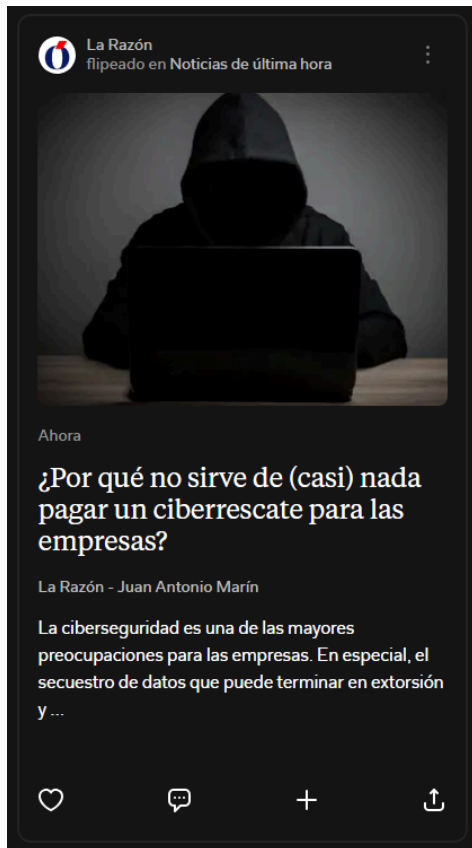 La Razón
flipeado en Noticias de última hora
Ahora
¿Por qué no sirve de (casi) nada
pagar un ciberrescate para las
empresas?
La Razón - Juan Antonio Marín
La ciberseguridad es una de las mayores
preocupaciones para las empresas. En especial, el
secuestro de datos que puede terminar en extorsión
y ...